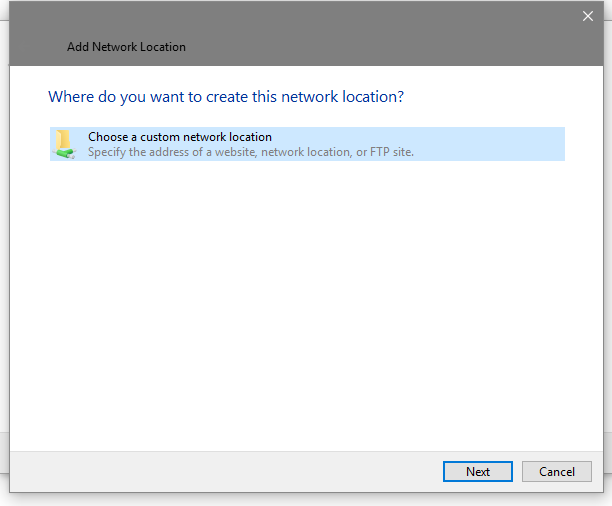 Add Network Location
Where do you want to create this network location?
Choose a custom network location
Specify the address of a website, network location, or FTP site.
Next Cancel